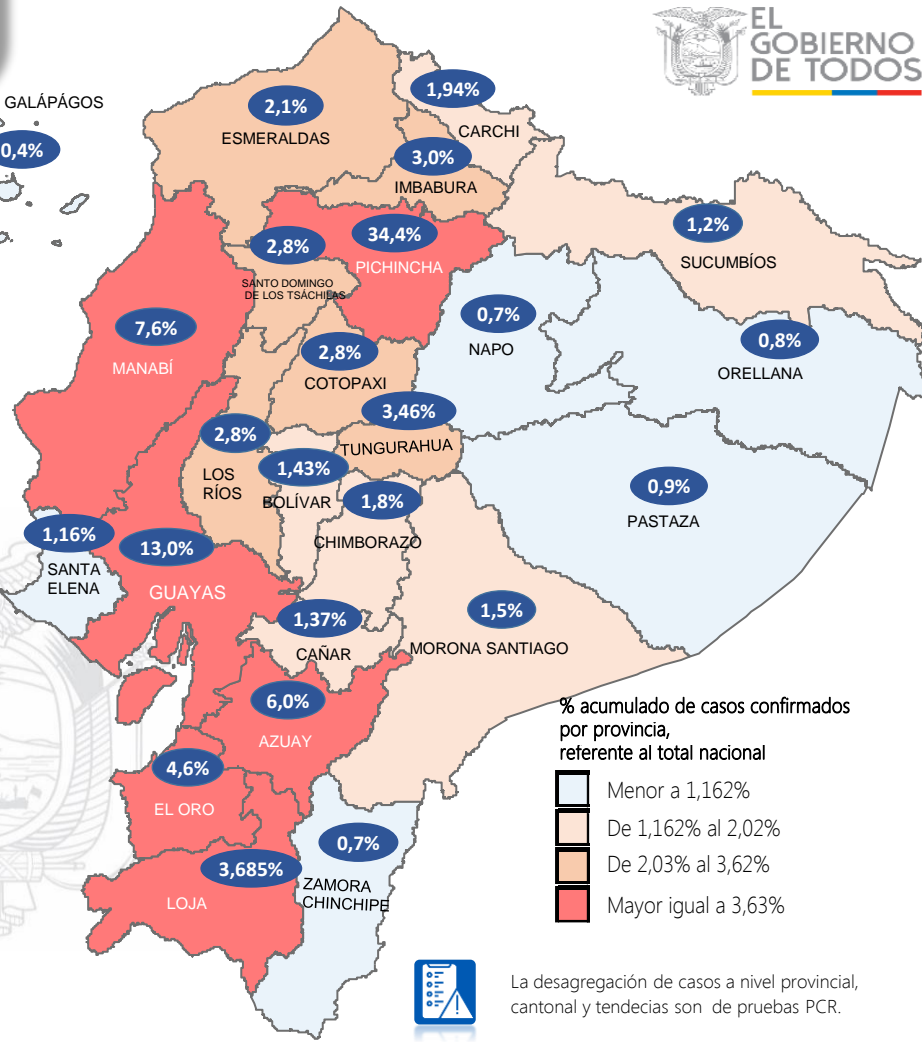 EL
GOBIERNO
DE TODOS
GALÁPÁGOS
0,4%
2,1%
ESMERALDAS
1,94%
CARCHI
3,0%
IMBABURA
1,2%
SUCUMBÍOS
2,8%
SANTO DOMINGO
DE LOS TSÁCHILAS
34,4%
PICHINCHA
0,7%
NAPO
0,8%
ORELLANA
7,6%
MANABÍ
2,8%
COTOPAXI
3,46%
TUNGURAHUA
2,8%
LOS
RÍOS
1,43%
BOLÍVAR
1,8%
CHIMBORAZO
0,9%
PASTAZA
1,16%
SANTA
ELENA
13,0%
GUAYAS
1,37%
CAÑAR
1,5%
MORONA SANTIAGO
6,0%
AZUAY
4,6%
EL ORO
3,685%
LOJA
0,7%
ZAMORA
CHINCHIPE
% acumulado de casos confirmados
por provincia,
referente al total nacional
Menor a 1,162%
De 1,162% al 2,02%
De 2,03% al 3,62%
Mayor igual a 3,63%
La desagregación de casos a nivel provincial,
cantonal y tendecias son de pruebas PCR.